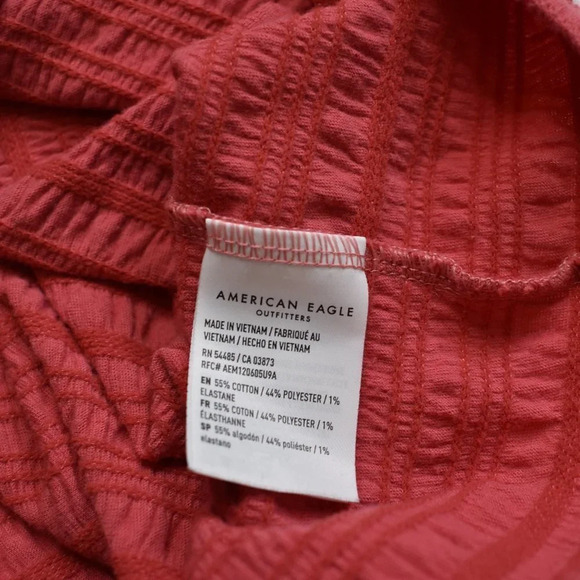 AMERICAN EAGLE
OUTFITTERS
MADE IN VIETNAM / FABRIQUÉ AU
VIETNAM / HECHO EN VIETNAM
RN 54485 / CA 03873
RFC# AEM120605U9A
EN 55% COTTON / 44% POLYESTER / 1%
ELASTANE
FR 55% COTON / 44% POLYESTER / 1%
ÉLASTHANNE
SP 55% algodón / 44% poliéster / 1%
elastano